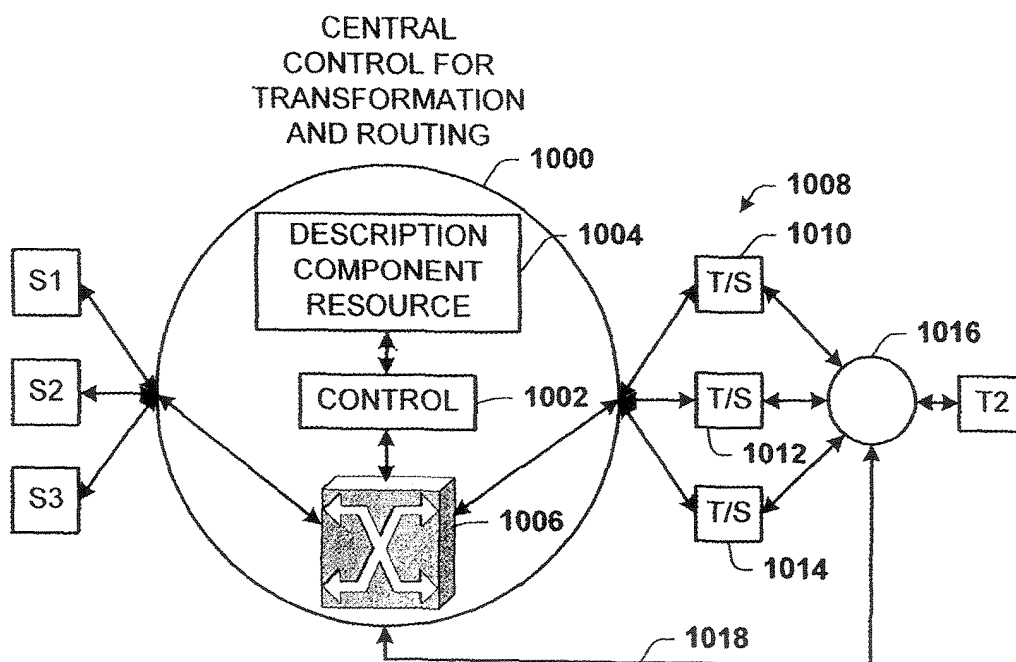 CENTRAL
CONTROL FOR
TRANSFORMATION
AND ROUTING
1000
1008
DESCRIPTION
COMPONENT
RESOURCE
1004
1010
S1
T/S
1016
S2
CONTROL
1002
T/S
T2
1012
S3
1006
T/S
1014
1018